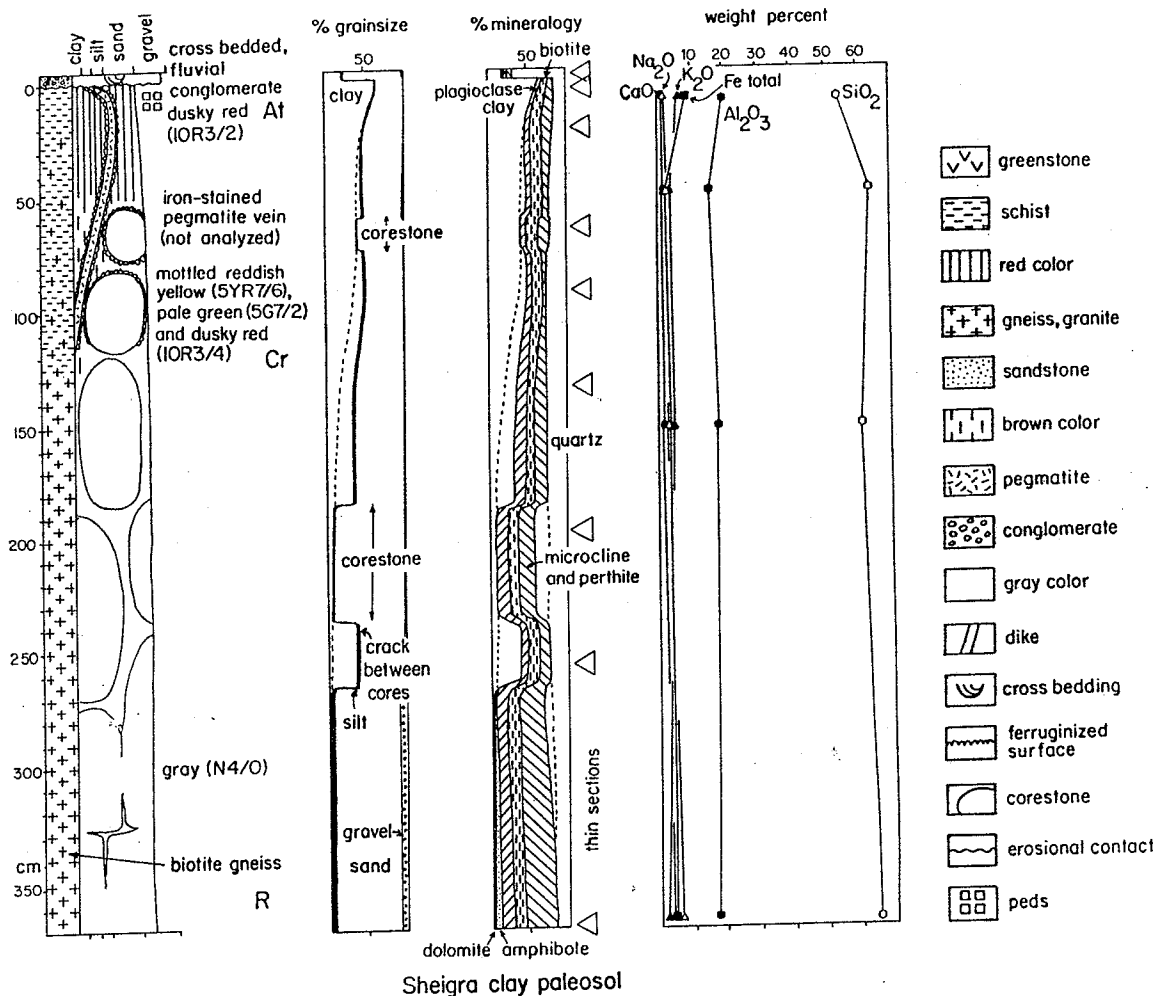 % grainsize
50
% mineralogy
50
biotite
weight percent
10
20
30
40
50
60
clay
silt
sand
gravel
cross bedded,
fluvial
conglomerate
dusky red
(10R3/2)
At
iron-stained
pegmatite vein
(not analyzed)
mottled reddish
yellow (5YR7/6),
pale green (5G7/2)
and dusky red
(10R3/4)
Cr
gray (N4/0)
biotite gneiss
R
0
50
100
150
200
250
300
cm
350
clay
corestone
corestone
crack
between
cores
silt
gravel
sand
plagioclase
clay
quartz
microcline
and perthite
dolomite
amphibole
thin sections
CaO
Na2O
K2O
Fe total
Al2O3
SiO2
greenstone
schist
red color
gneiss, granite
sandstone
brown color
pegmatite
conglomerate
gray color
dike
cross bedding
ferruginized
surface
corestone
erosional contact
peds
Sheigra clay paleosol